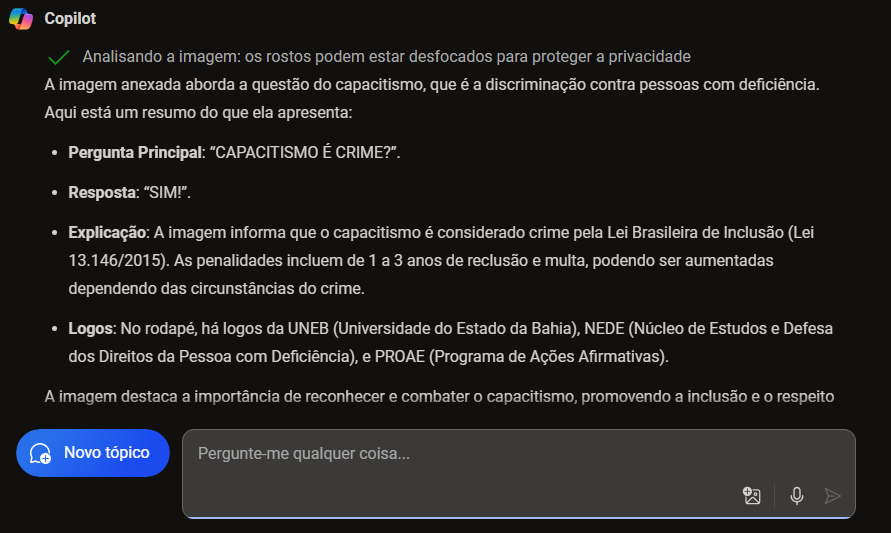 Copilot
Analisando a imagem: os rostos podem estar desfocados para proteger a privacidade
A imagem anexada aborda a questão do capacitismo, que é a discriminação contra pessoas com deficiência.
Aqui está um resumo do que ela apresenta:
• Pergunta Principal: “CAPACITISMO É CRIME?”.
• Resposta: “SIM!”.
• Explicação: A imagem informa que o capacitismo é considerado crime pela Lei Brasileira de Inclusão (Lei
13.146/2015). As penalidades incluem de 1 a 3 anos de reclusão e multa, podendo ser aumentadas
dependendo das circunstâncias do crime.
• Logos: No rodapé, há logos da UNEB (Universidade do Estado da Bahia), NEDE (Núcleo de Estudos e Defesa
dos Direitos da Pessoa com Deficiência), e PROAE (Programa de Ações Afirmativas).
A imagem destaca a importância de reconhecer e combater o capacitismo, promovendo a inclusão e o respeito
Novo tópico
Pergunte-me qualquer coisa...